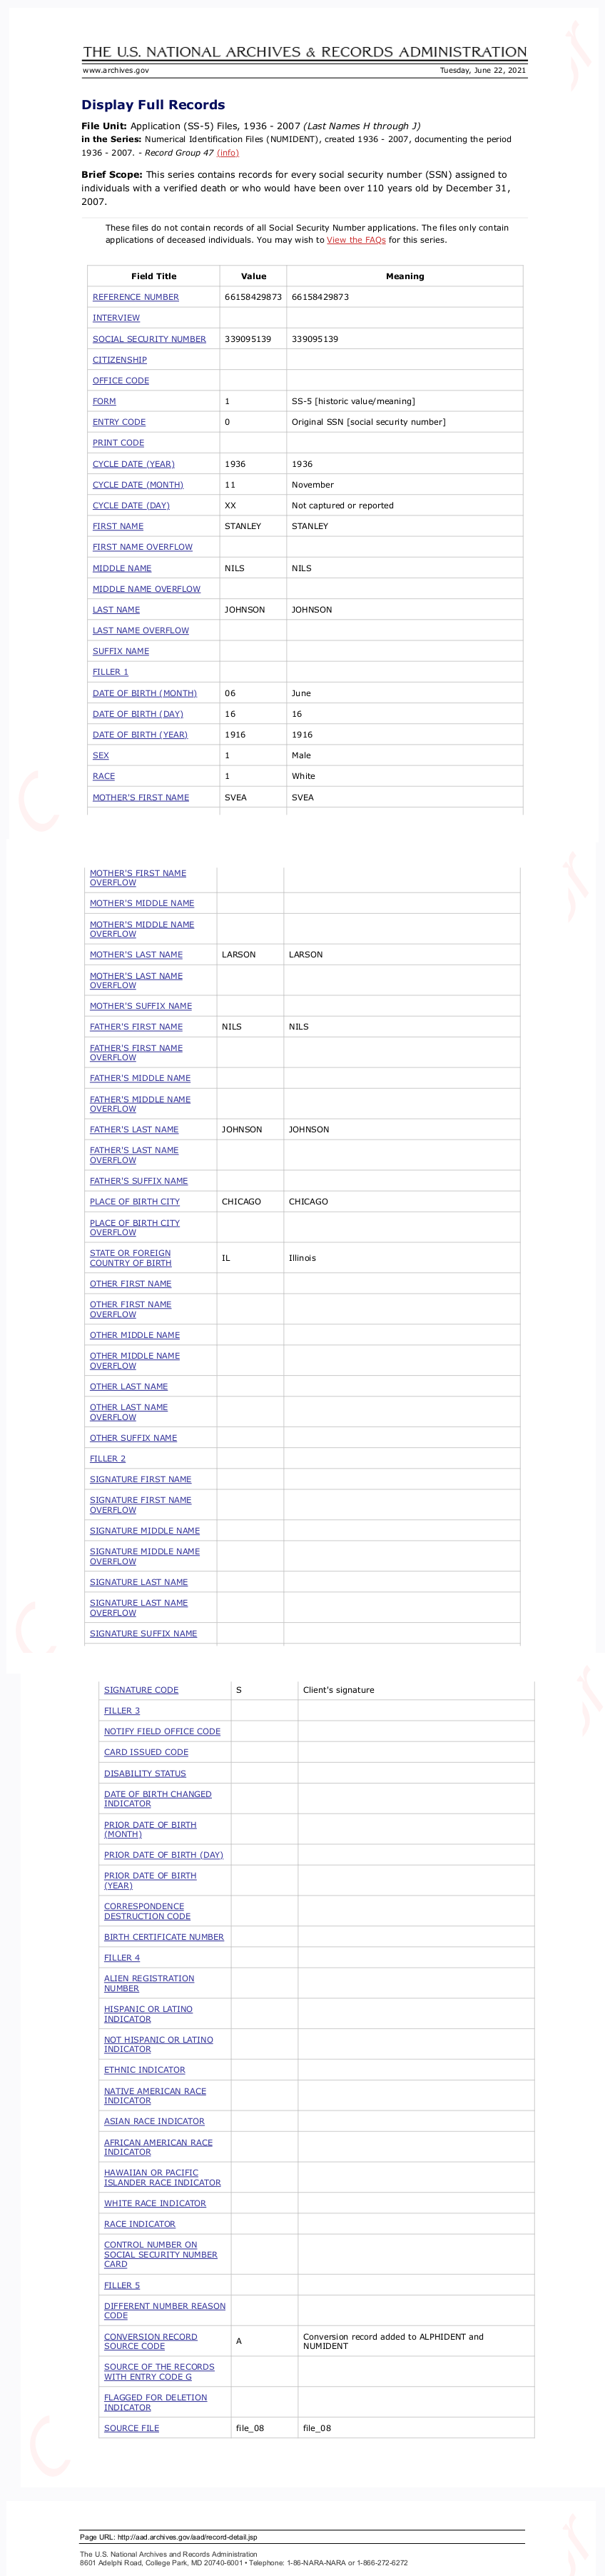 THE U.S. NATIONAL ARCHIVES & RECORDS ADMINISTRATION
www.archives.gov Tuesday, June 22, 2021
Display Full Records
File Unit: Application (SS-5) Files, 1936 - 2007 (Last Names H through J)
in the Series: Numerical Identification Files (NUMIDENT), created 1936 - 2007, documenting the period
1936 - 2007. - Record Group 47 (info)
Brief Scope: This series contains records for every social security number (SSN) assigned to
individuals with a verified death or who would have been over 110 years old by December 31,
2007.
These files do not contain records of all Social Security Number applications. The files only contain
applications of deceased individuals. You may wish to View the FAQs for this series.
Field Title Value Meaning
REFERENCE NUMBER 66158429873 66158429873
INTERVIEW
SOCIAL SECURITY NUMBER 339095139 339095139
CITIZENSHIP
OFFICE CODE
FORM 1 SS-5 [historic value/meaning]
ENTRY CODE 0 Original SSN [social security number]
PRINT CODE
CYCLE DATE (YEAR) 1936 1936
CYCLE DATE (MONTH) 11 November
CYCLE DATE (DAY) XX Not captured or reported
FIRST NAME STANLEY STANLEY
FIRST NAME OVERFLOW
MIDDLE NAME NILS NILS
MIDDLE NAME OVERFLOW
LAST NAME JOHNSON JOHNSON
LAST NAME OVERFLOW
SUFFIX NAME
FILLER 1
DATE OF BIRTH (MONTH) 06 June
DATE OF BIRTH (DAY) 16 16
DATE OF BIRTH (YEAR) 1916 1916
SEX 1 Male
RACE 1 White
MOTHER'S FIRST NAME SVEA SVEA
MOTHER'S FIRST NAME
OVERFLOW
MOTHER'S MIDDLE NAME
MOTHER'S MIDDLE NAME
OVERFLOW
MOTHER'S LAST NAME LARSON LARSON
MOTHER'S LAST NAME
OVERFLOW
MOTHER'S SUFFIX NAME
FATHER'S FIRST NAME NILS NILS
FATHER'S FIRST NAME
OVERFLOW
FATHER'S MIDDLE NAME
FATHER'S MIDDLE NAME
OVERFLOW
FATHER'S LAST NAME JOHNSON JOHNSON
FATHER'S LAST NAME
OVERFLOW
FATHER'S SUFFIX NAME
PLACE OF BIRTH CITY CHICAGO CHICAGO
PLACE OF BIRTH CITY
OVERFLOW
STATE OR FOREIGN
COUNTRY OF BIRTH IL Illinois
OTHER FIRST NAME
OTHER FIRST NAME
OVERFLOW
OTHER MIDDLE NAME
OTHER MIDDLE NAME
OVERFLOW
OTHER LAST NAME
OTHER LAST NAME
OVERFLOW
OTHER SUFFIX NAME
FILLER 2
SIGNATURE FIRST NAME
SIGNATURE FIRST NAME
OVERFLOW
SIGNATURE MIDDLE NAME
SIGNATURE MIDDLE NAME
OVERFLOW
SIGNATURE LAST NAME
SIGNATURE LAST NAME
OVERFLOW
SIGNATURE SUFFIX NAME
SIGNATURE CODE S Client's signature
FILLER 3
NOTIFY FIELD OFFICE CODE
CARD ISSUED CODE
DISABILITY STATUS
DATE OF BIRTH CHANGED
INDICATOR
PRIOR DATE OF BIRTH
(MONTH)
PRIOR DATE OF BIRTH (DAY)
PRIOR DATE OF BIRTH
(YEAR)
CORRESPONDENCE
DESTRUCTION CODE
BIRTH CERTIFICATE NUMBER
FILLER 4
ALIEN REGISTRATION
NUMBER
HISPANIC OR LATINO
INDICATOR
NOT HISPANIC OR LATINO
INDICATOR
ETHNIC INDICATOR
NATIVE AMERICAN RACE
INDICATOR
ASIAN RACE INDICATOR
AFRICAN AMERICAN RACE
INDICATOR
HAWAIIAN OR PACIFIC
ISLANDER RACE INDICATOR
WHITE RACE INDICATOR
RACE INDICATOR
CONTROL NUMBER ON
SOCIAL SECURITY NUMBER
CARD
FILLER 5
DIFFERENT NUMBER REASON
CODE
CONVERSION RECORD
SOURCE CODE A Conversion record added to ALPHIDENT and
NUMIDENT
SOURCE OF THE RECORDS
WITH ENTRY CODE G
FLAGGED FOR DELETION
INDICATOR
SOURCE FILE file_08 file_08
Page URL: http://aad.archives.gov/aad/record-detail.jsp
The U.S. National Archives and Records Administration
8601 Adelphi Road, College Park, MD 20740-6001 • Telephone: 1-86-NARA-NARA or 1-866-272-6272